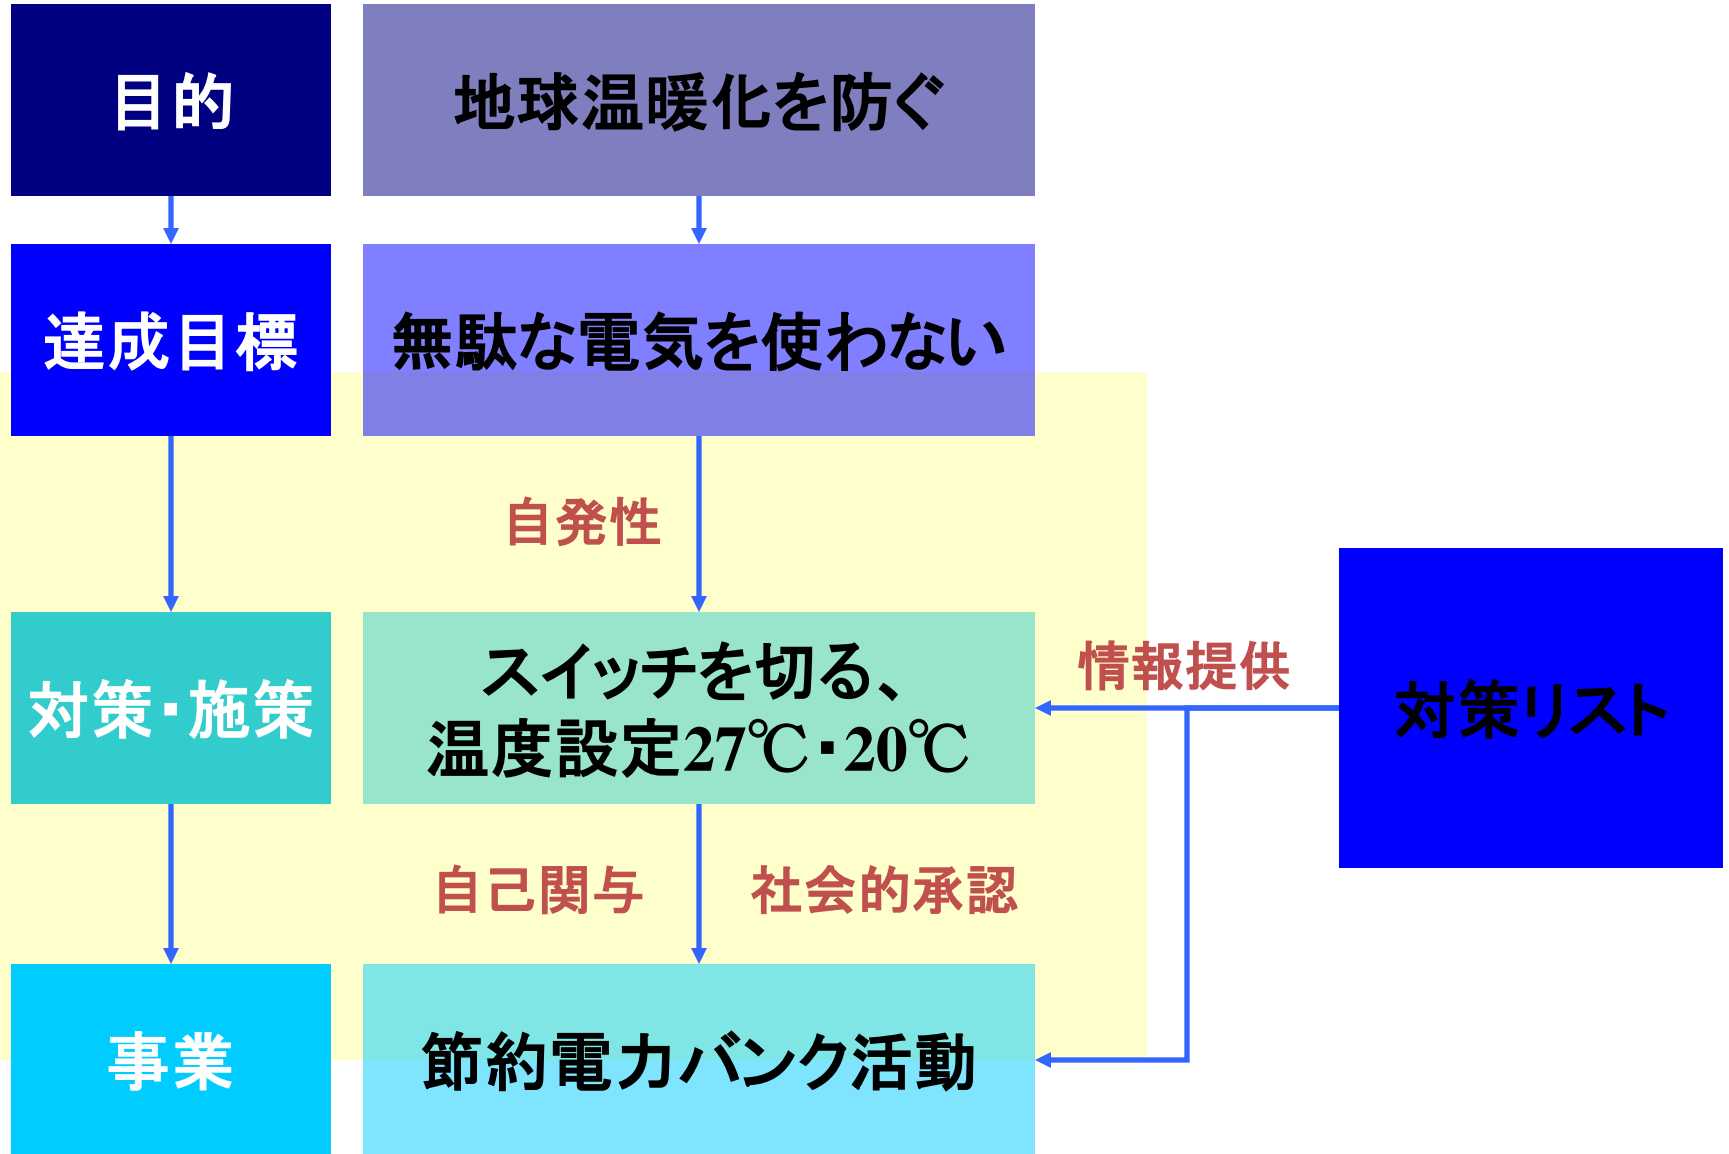 目的
地球温暖化を防ぐ
達成目標
無駄な電気を使わない
自発性
対策・施策
スイッチを切る、
温度設定27℃・20℃
情報提供
対策リスト
自己関与
社会的承認
事業
節約電力バンク活動